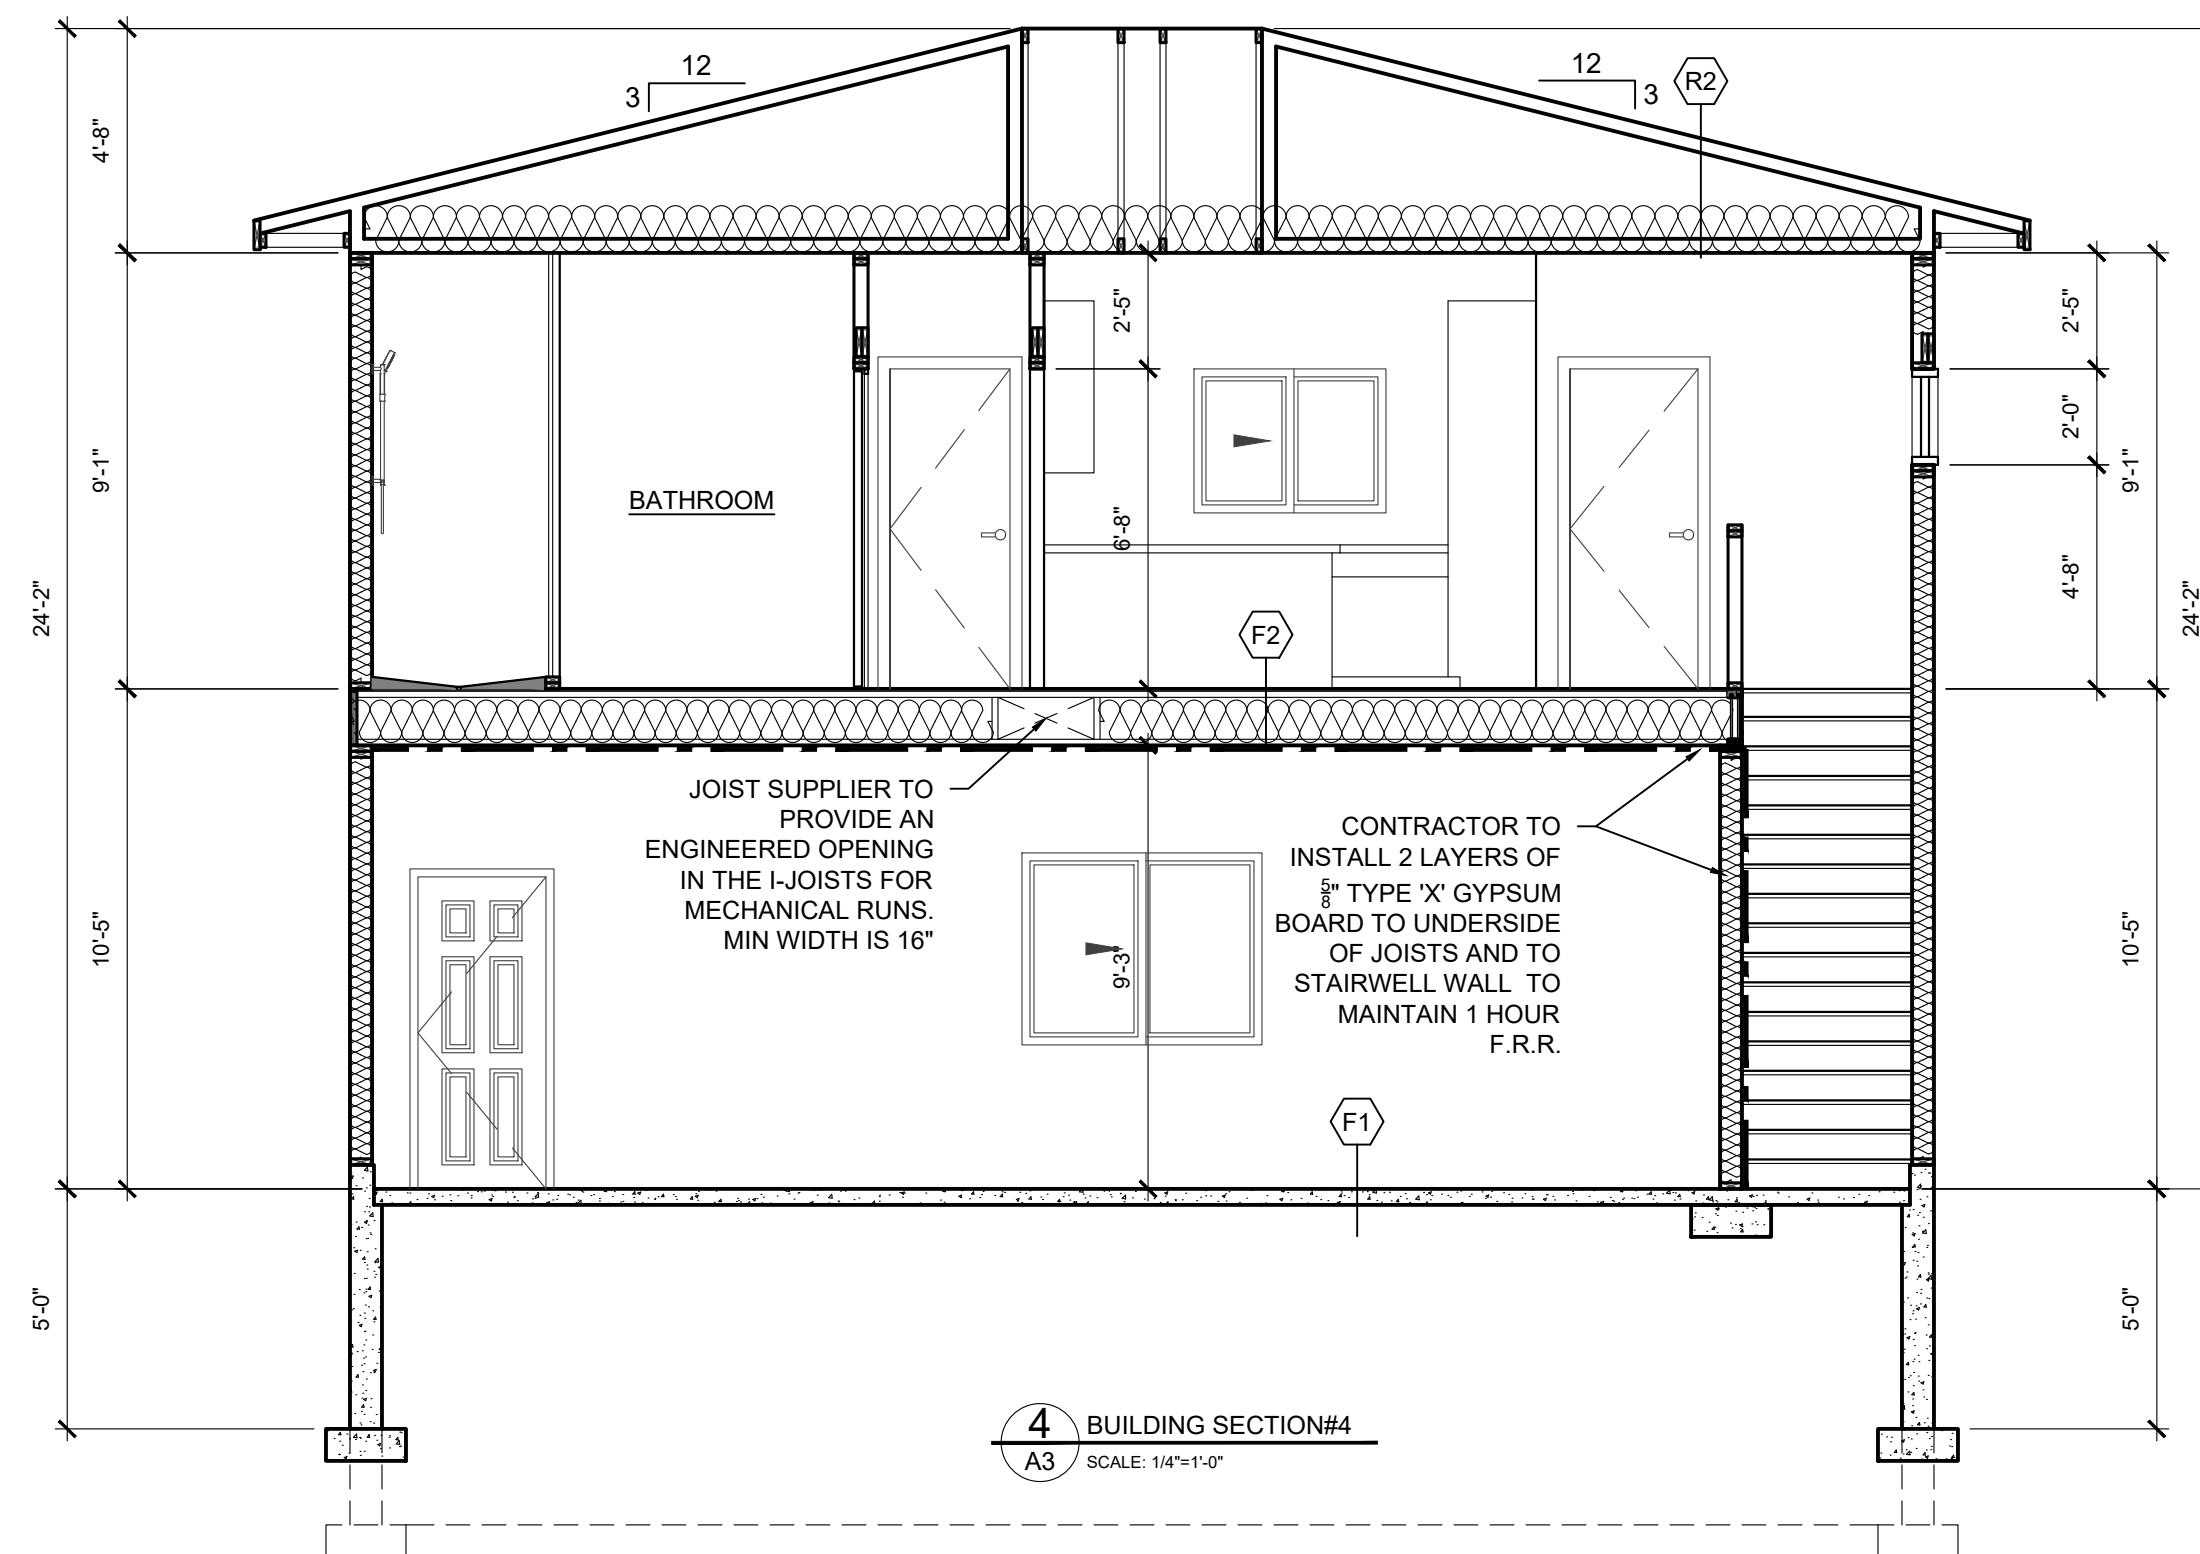 12
3
12
3
R2
4'-8"
9'-1"
24'-2"
10'-5"
5'-0"
BATHROOM
2'-5"
6'-8"
F2
2'-5"
2'-0"
4'-8"
9'-1"
24'-2"
10'-5"
5'-0"
JOIST SUPPLIER TO
PROVIDE AN
ENGINEERED OPENING
IN THE I-JOISTS FOR
MECHANICAL RUNS.
MIN WIDTH IS 16"
9'-3"
CONTRACTOR TO
INSTALL 2 LAYERS OF
5/8" TYPE 'X' GYPSUM
BOARD TO UNDERSIDE
OF JOISTS AND TO
STAIRWELL WALL TO
MAINTAIN 1 HOUR
F.R.R.
F1
4
A3
BUILDING SECTION#4
SCALE: 1/4"=1'-0"